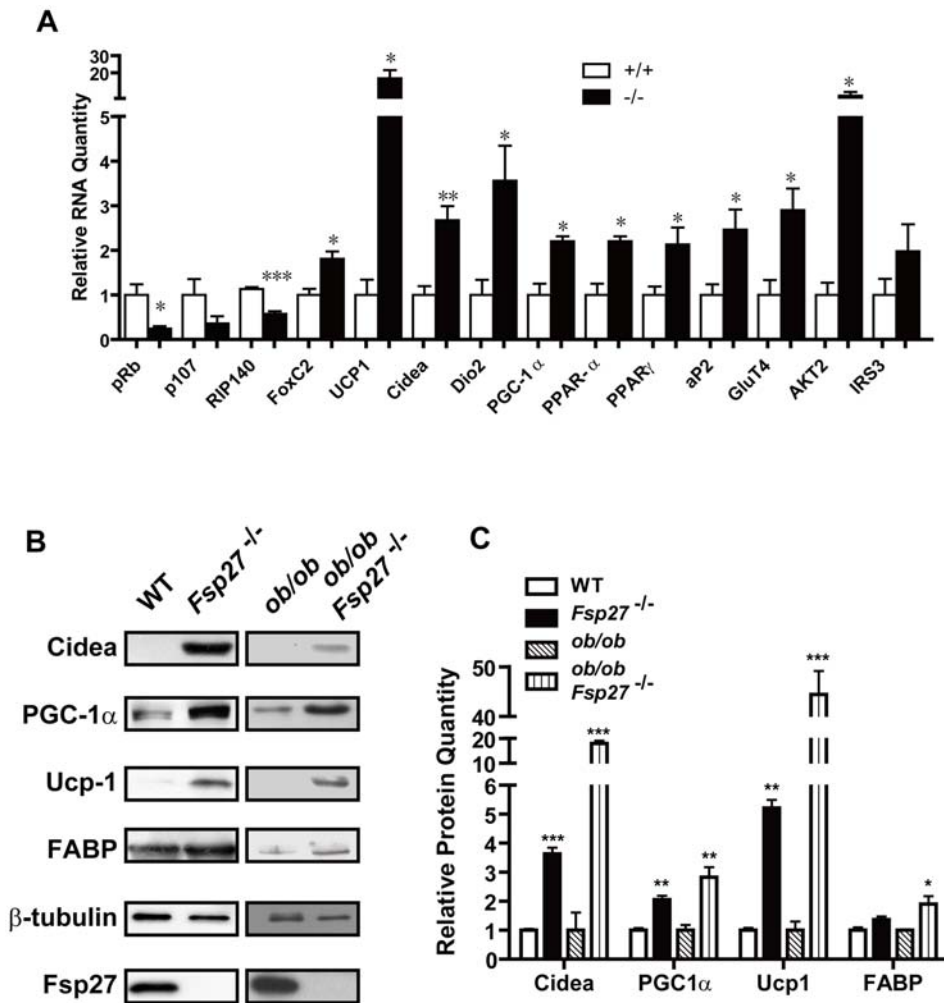 A
Relative RNA Quantity
30
20
5
4
3
2
1
0
+/+
-/-
*
***
*
*
**
*
*
*
*
*
*
*
pRb
p107
RIP140
FoxC2
UCP1
Cidea
Dio2
PGC-1α
PPAR-α
PPARγ
aP2
GluT4
AKT2
IRS3
B
WT
Fsp27 -/-
ob/ob
ob/ob
Fsp27 -/-
Cidea
PGC-1α
Ucp-1
FABP
β-tubulin
Fsp27
C
WT
Fsp27 -/-
ob/ob
ob/ob
Fsp27 -/-
Relative Protein Quantity
50
40
20
10
6
5
4
3
2
1
0
***
***
**
**
**
***
*
Cidea
PGC1α
Ucp1
FABP